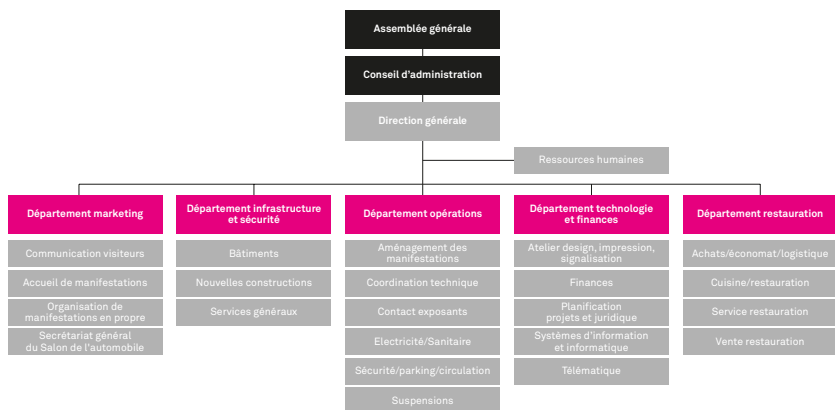 Assemblée générale
Conseil d'administration
Direction générale
Ressources humaines
Département marketing
Communication visiteurs
Accueil de manifestations
Organisation de
manifestations en propre
Secrétariat général
du Salon de l'automobile
Département infrastructure
et sécurité
Bâtiments
Nouvelles constructions
Services généraux
Département opérations
Aménagement des
manifestations
Coordination technique
Contact exposants
Electricité/Sanitaire
Sécurité/parking/circulation
Suspensions
Département technologie
et finances
Atelier design, impression,
signalisation
Finances
Planification
projets et juridique
Systèmes d'information
et informatique
Télématique
Département restauration
Achats/économat/logistique
Cuisine/restauration
Service restauration
Vente restauration